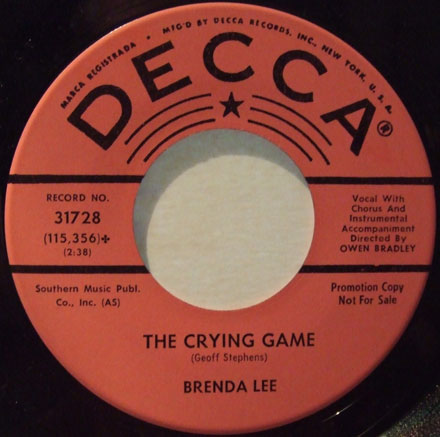 MARCA REGISTRADA • MFG'D BY DECCA RECORDS, INC., NEW YORK, U. S. A.
DECCA®
RECORD NO.
31728
(115,356)✢
(2:38)
Vocal With
Chorus And
Instrumental
Accompaniment
Directed By
OWEN BRADLEY
Southern Music Publ.
Co., Inc. (AS)
Promotion Copy
Not For Sale
THE CRYING GAME
(Geoff Stephens)
BRENDA LEE